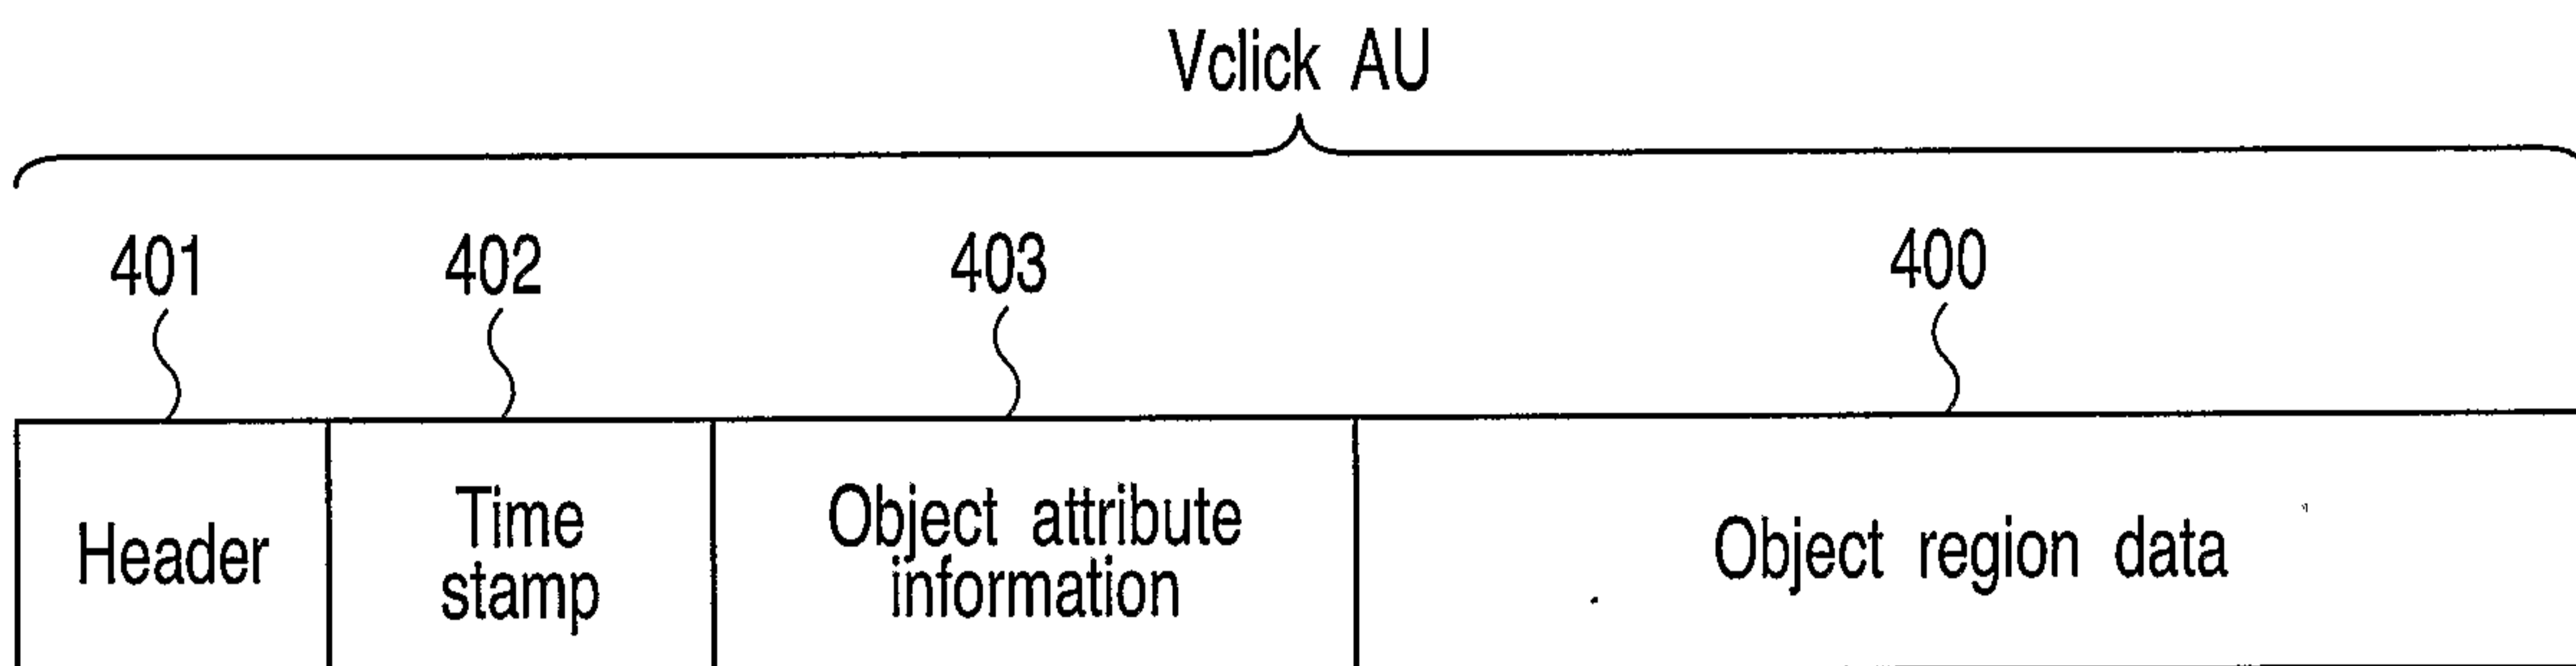 Vclick AU
401 402 403 400
Header
Time
stamp
Object attribute
information
Object region data